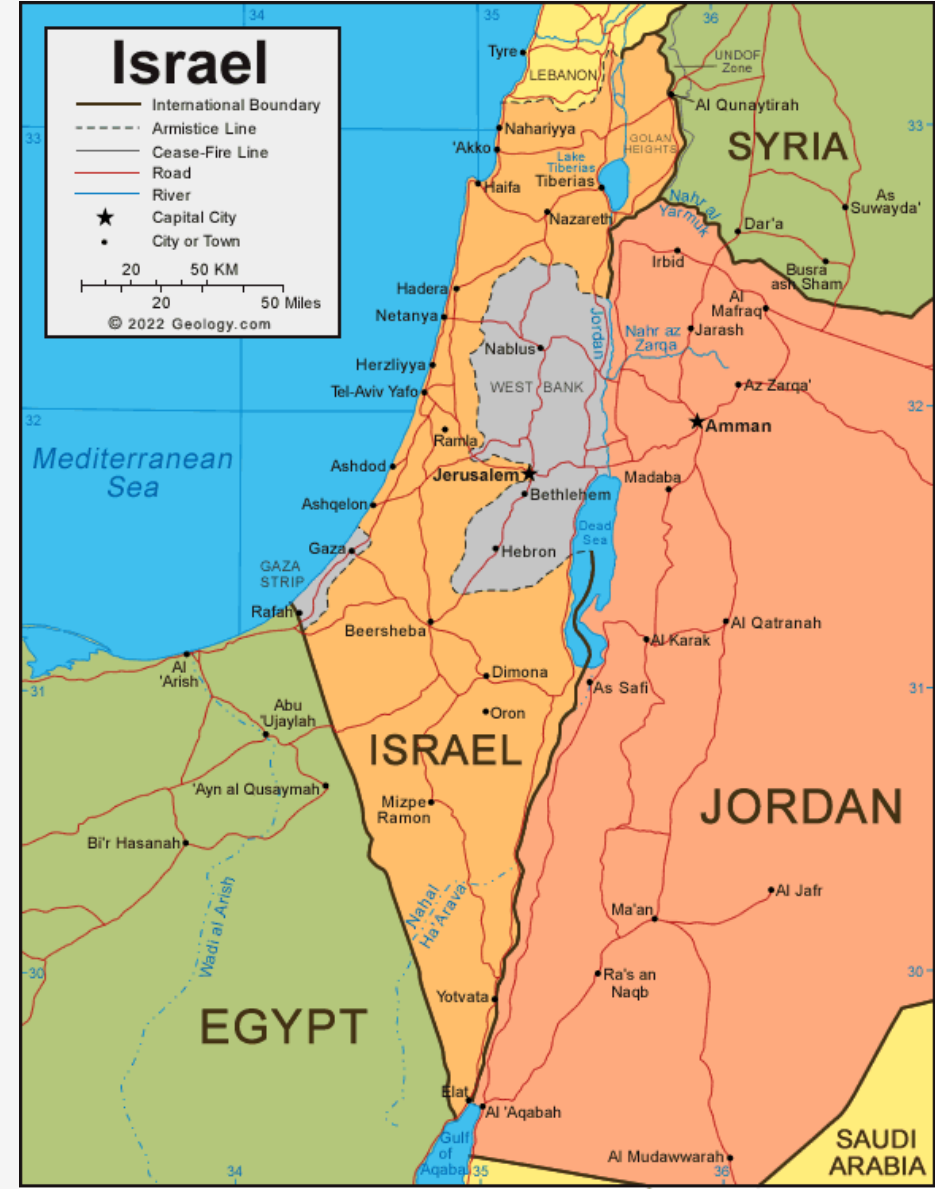 Israel
International Boundary
Armistice Line
Cease-Fire Line
Road
River
Capital City
City or Town
20 50 KM
20 50 Miles
© 2022 Geology.com
34
35
36
Tyre
LEBANON
UNDOF
Zone
Al Qunaytirah
33
33
Nahariyya
'Akko
GOLAN
HEIGHTS
SYRIA
Lake
Tiberias
Tiberias
Haifa
Nahr al
Yarmuk
As
Suwayda'
Nazareth
Dar'a
Irbid
Busra
ash Sham
Hadera
Al
Mafraq
Netanya
Jordan
Nahr az
Zarqa
Jarash
Nablus
Herzliyya
WEST BANK
Az Zarqa'
Tel-Aviv Yafo
32
32
Amman
Ramla
Mediterranean
Sea
Ashdod
Jerusalem
Madaba
Bethlehem
Ashqelon
Dead
Sea
Gaza
Hebron
GAZA
STRIP
Rafah
Beersheba
Al Qatranah
Al Karak
Al
'Arish
Dimona
As Safi
31
31
Abu
'Ujaylah
Oron
ISRAEL
'Ayn al Qusaymah
Mizpe
Ramon
JORDAN
Bi'r Hasanah
Wadi al Arish
Nahal
Ha'Arava
Al Jafr
Ma'an
30
30
Ra's an
Naqb
Yotvata
EGYPT
Elat
Al 'Aqabah
Gulf
of
Aqaba
SAUDI
ARABIA
Al Mudawwarah
34
35
36